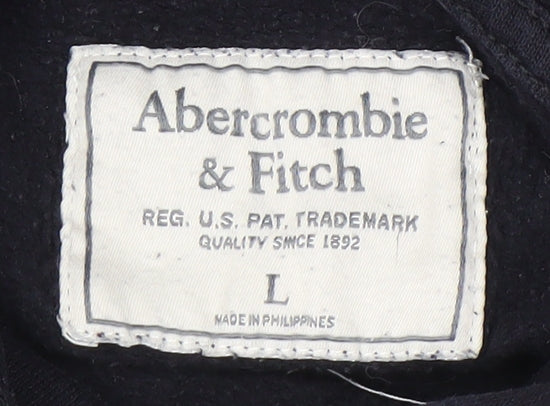 Abercrombie
& Fitch
REG. U.S. PAT. TRADEMARK
QUALITY SINCE 1892
L
MADE IN PHILIPPINES